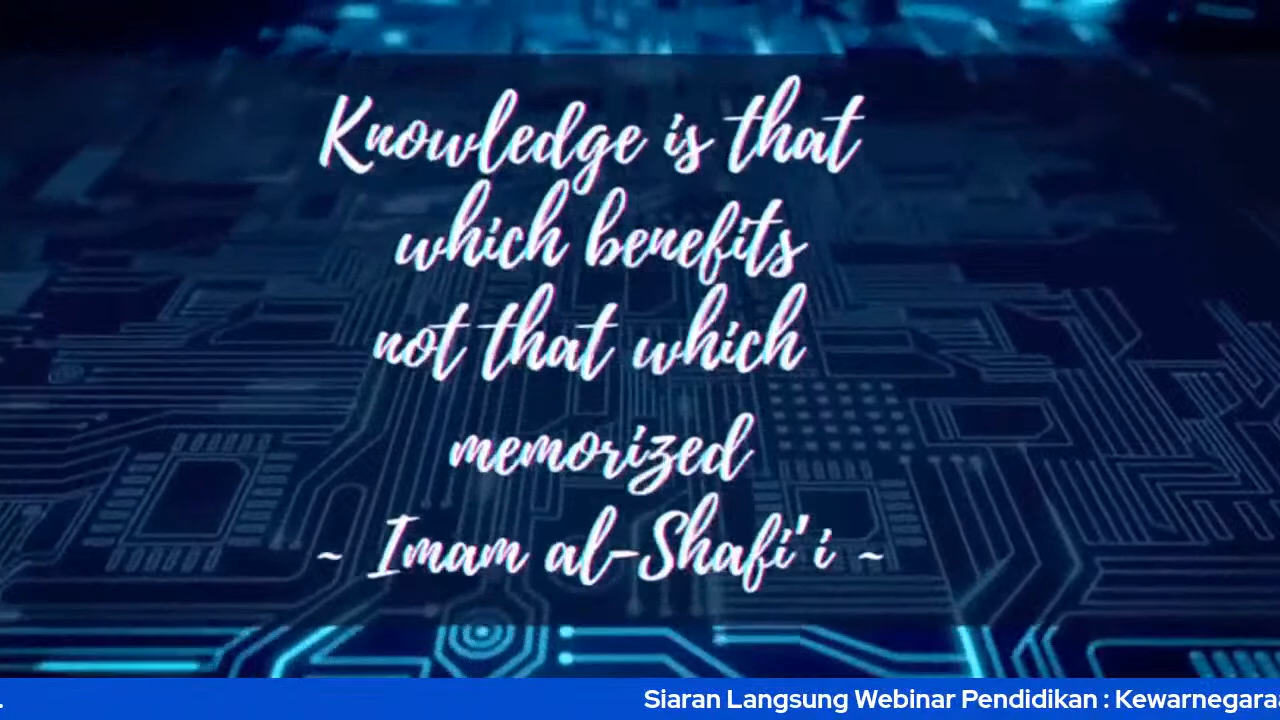 Knowledge is that
which benefits
not that which
memorized
~ Imam al-Shafi'i ~
. Siaran Langsung Webinar Pendidikan : Kewarnegara